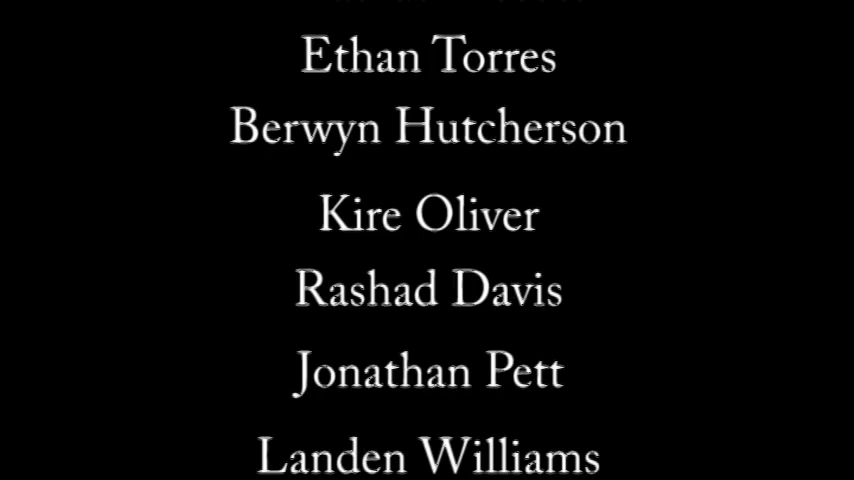 Ethan Torres
Berwyn Hutcherson
Kire Oliver
Rashad Davis
Jonathan Pett
Landen Williams